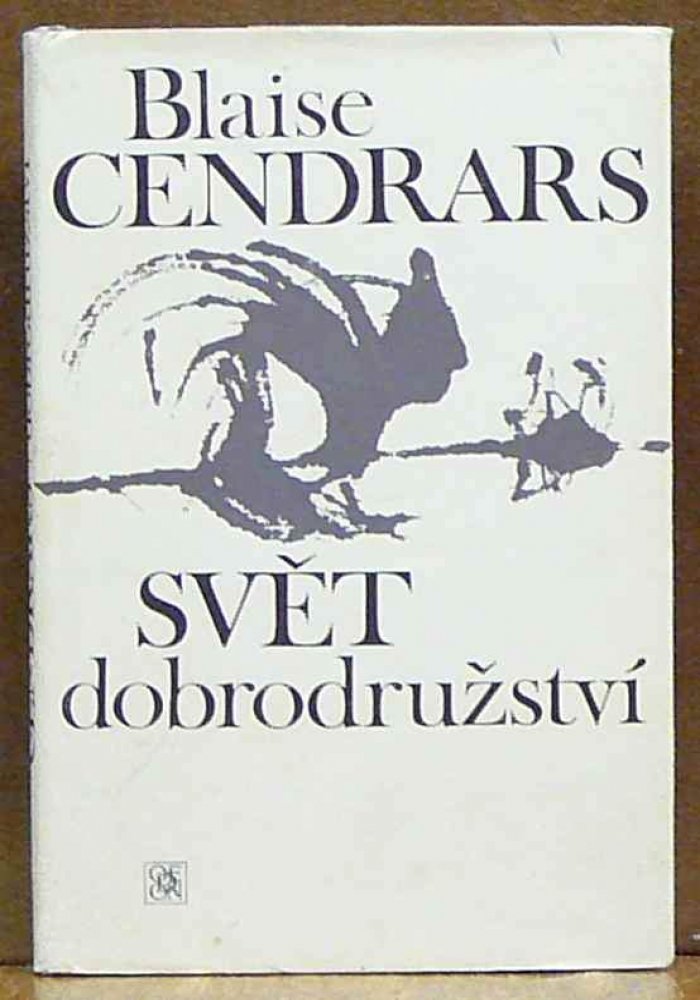 Blaise
CENDRARS
SVĚT
dobrodružství